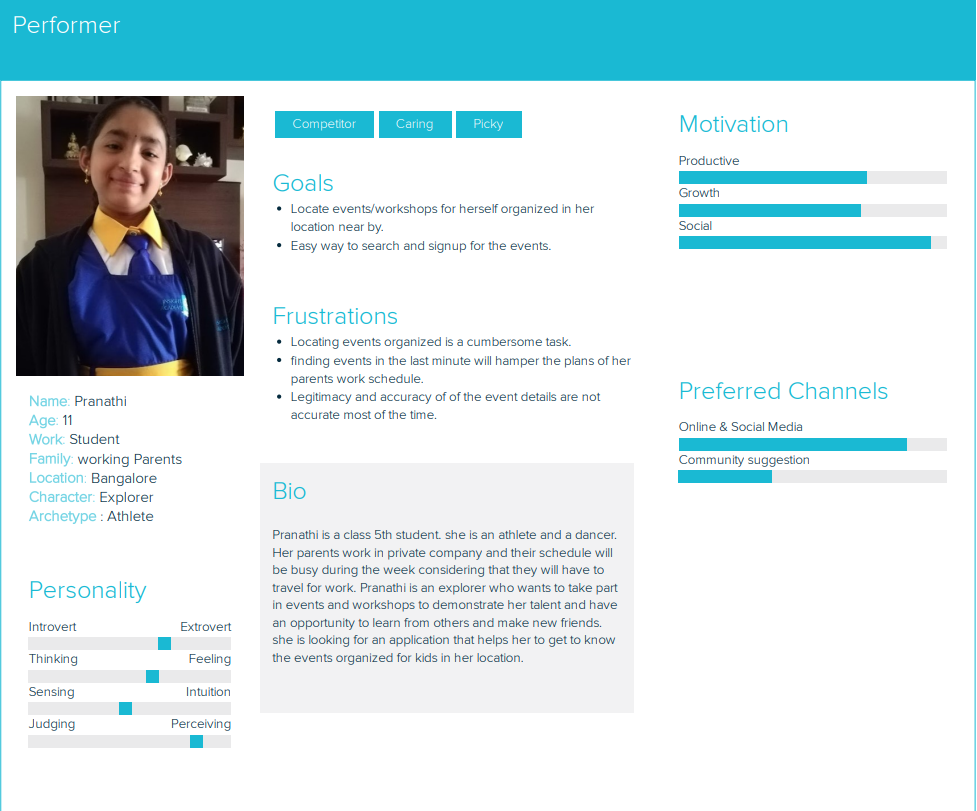 Performer
Name: Pranathi
Age: 11
Work: Student
Family: working Parents
Location: Bangalore
Character: Explorer
Archetype : Athlete
Personality
Introvert Extrovert
Thinking Feeling
Sensing Intuition
Judging Perceiving
Competitor Caring Picky
Goals
• Locate events/workshops for herself organized in her
location near by.
• Easy way to search and signup for the events.
Frustrations
• Locating events organized is a cumbersome task.
• finding events in the last minute will hamper the plans of her
parents work schedule.
• Legitimacy and accuracy of of the event details are not
accurate most of the time.
Bio
Pranathi is a class 5th student. she is an athlete and a dancer.
Her parents work in private company and their schedule will
be busy during the week considering that they will have to
travel for work. Pranathi is an explorer who wants to take part
in events and workshops to demonstrate her talent and have
an opportunity to learn from others and make new friends.
she is looking for an application that helps her to get to know
the events organized for kids in her location.
Motivation
Productive
Growth
Social
Preferred Channels
Online & Social Media
Community suggestion